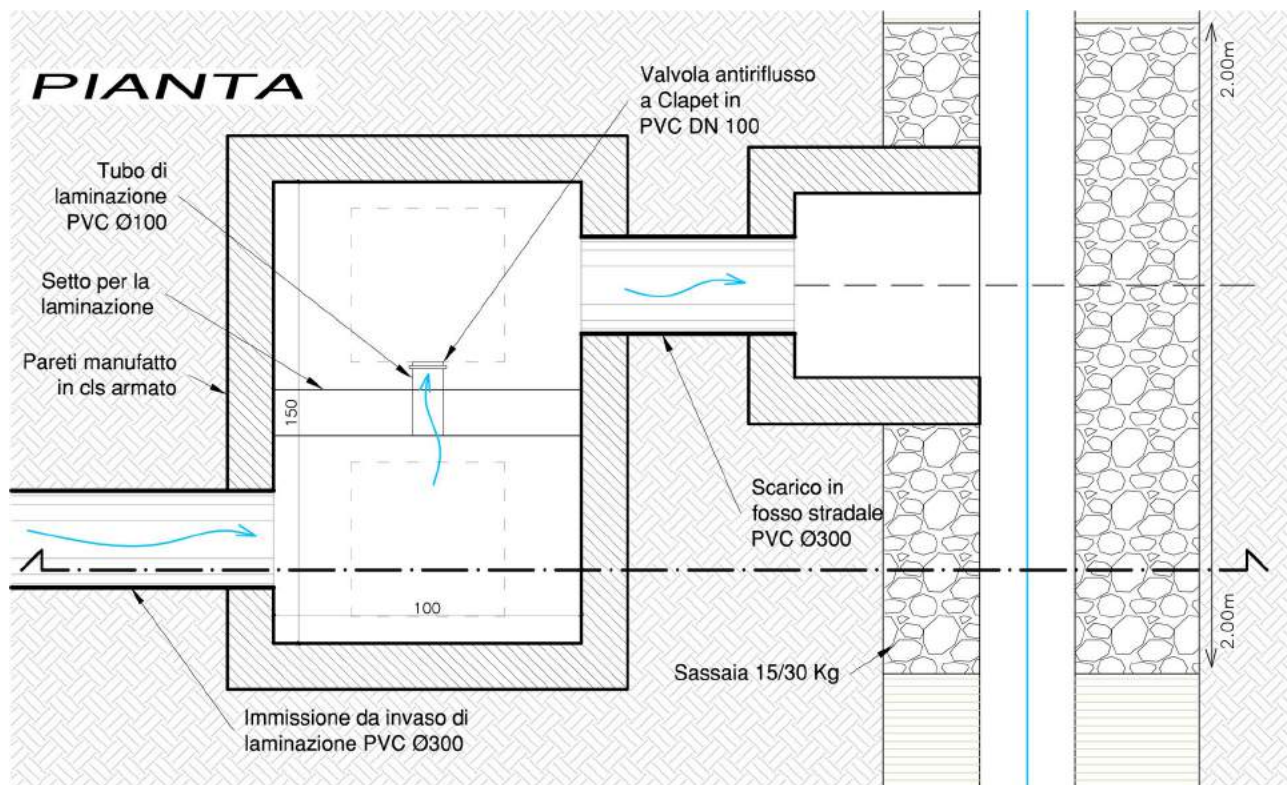 PIANTA
Valvola antiriflusso
a Clapet in
PVC DN 100
2.00m
Tubo di
laminazione
PVC Ø100
Setto per la
laminazione
Pareti manufatto
in cls armato
150
Scarico in
fosso stradale
PVC Ø300
100
2.00m
Sassaia 15/30 Kg
Immissione da invaso di
laminazione PVC Ø300